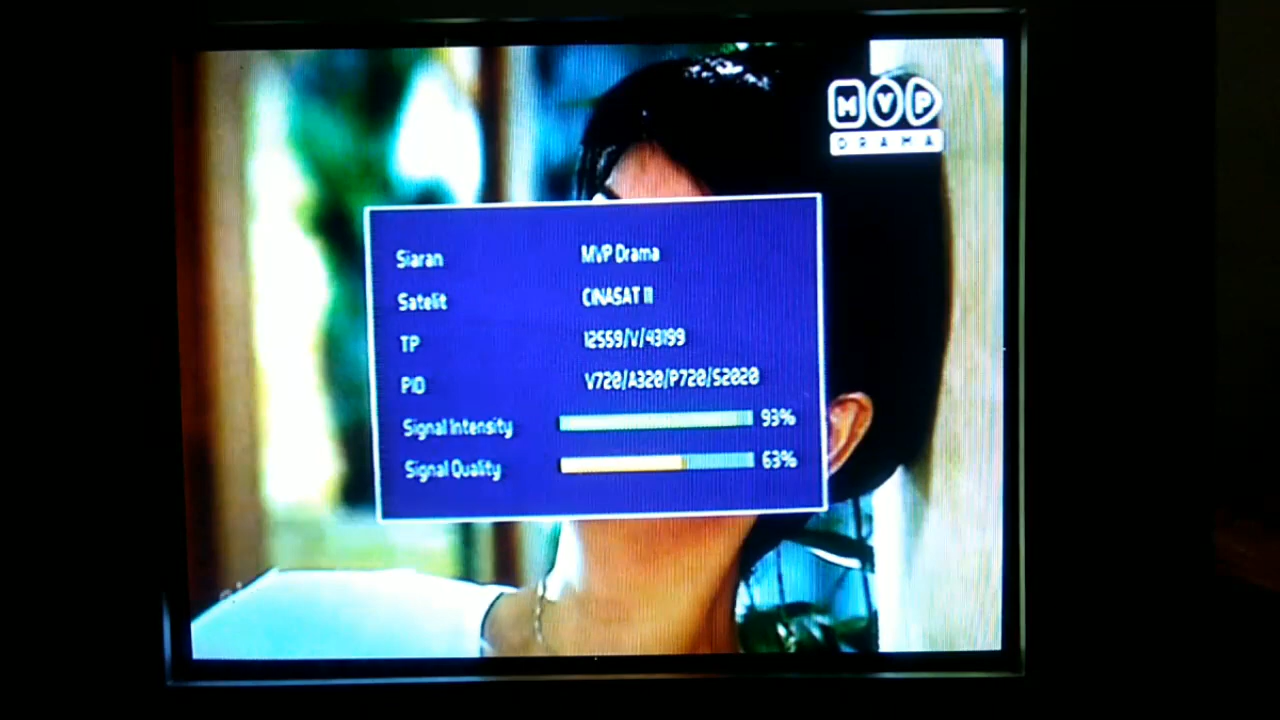 MVP
DRAMA
Siaran MVP Drama
Satelit CINASAT 11
TP 12559/V/43199
PID V720/A320/P720/S2020
Signal Intensity 93%
Signal Quality 63%